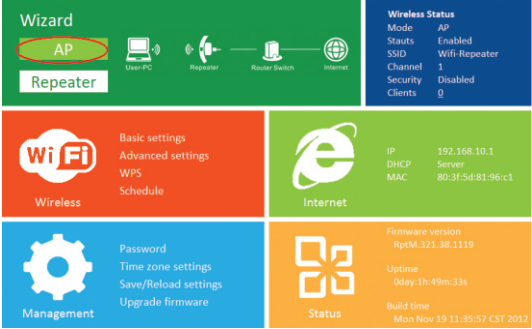 Wizard
AP
Repeater
User-PC
Repeater
Router Switch
Internet
Wireless Status
Mode AP
Stauts Enabled
SSID Wifi-Repeater
Channel 1
Security Disabled
Clients 0
Wi Fi
Wireless
Basic settings
Advanced settings
WPS
Schedule
Internet
IP 192.168.10.1
DHCP Server
MAC 80:3f:5d:81:96:c1
Management
Password
Time zone settings
Save/Reload settings
Upgrade firmware
Status
Firmware version
RptM.321.38.1119
Uptime
0day:1h:49m:33s
Build time
Mon Nov 19 11:35:57 CST 2012